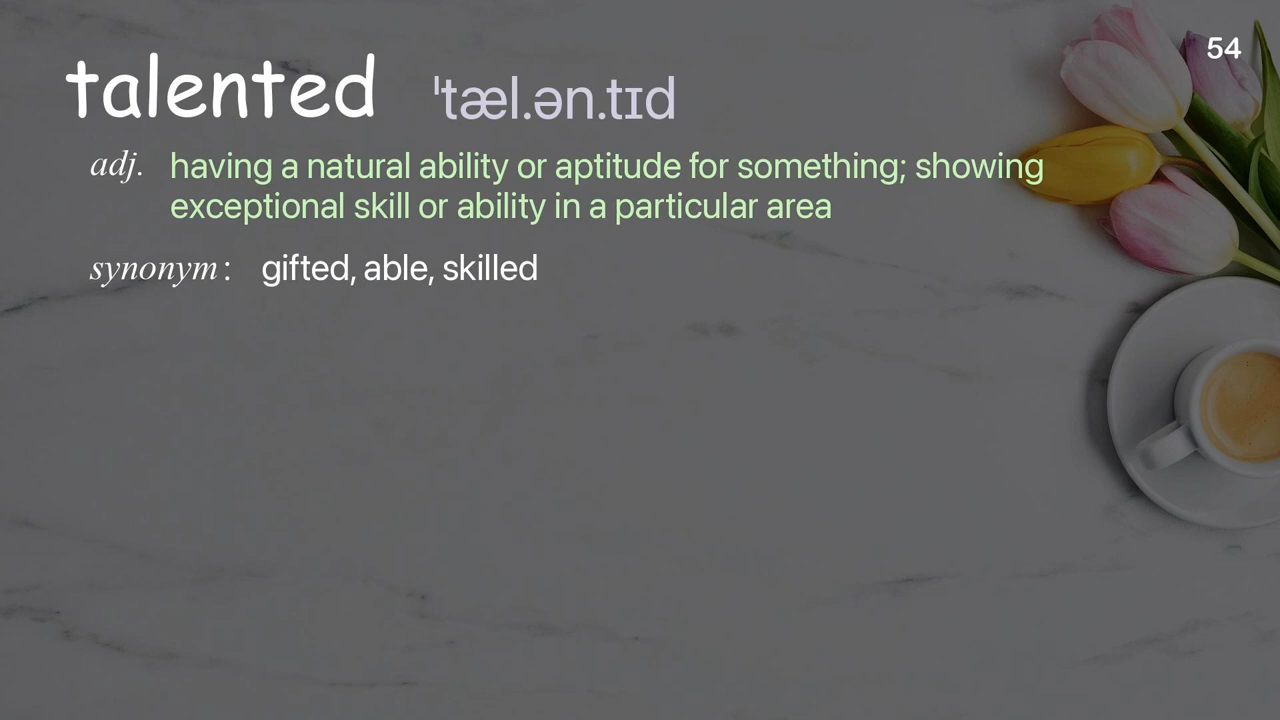 54
talented ˈtæl.ən.tɪd
adj. having a natural ability or aptitude for something; showing
exceptional skill or ability in a particular area
synonym: gifted, able, skilled